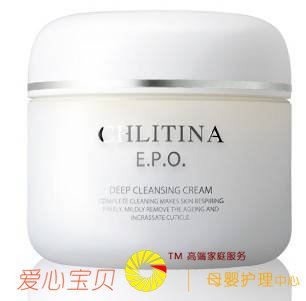 CHLITINA
E.P.O.
DEEP CLEANSING CREAM
COMPLETE CLEANING MAKES SKIN RESPIRING
FREELY, MILDLY REMOVE THE AGEING AND
INCRASSATE CUTICLE
TM 高端家庭服务
爱心宝贝 母婴护理中心